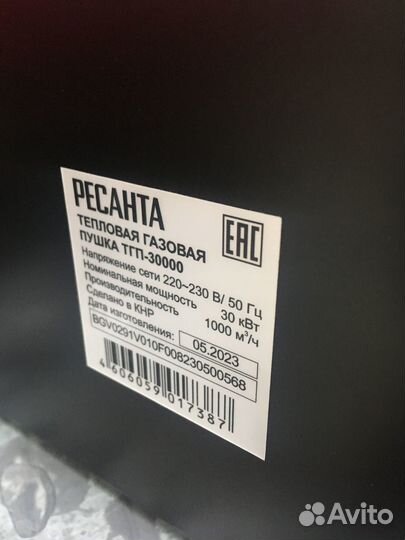 РЕСАНТА
ТЕПЛОВАЯ ГАЗОВАЯ
ПУШКА ТГП-30000
EAC
Напряжение сети 220~230 В/ 50 Гц
Номинальная мощность 30 кВт
Производительность 1000 м³/ч
Сделано в КНР
Дата изготовления: 05.2023
BGV0291V010F008230500568
4606059017387
Avito